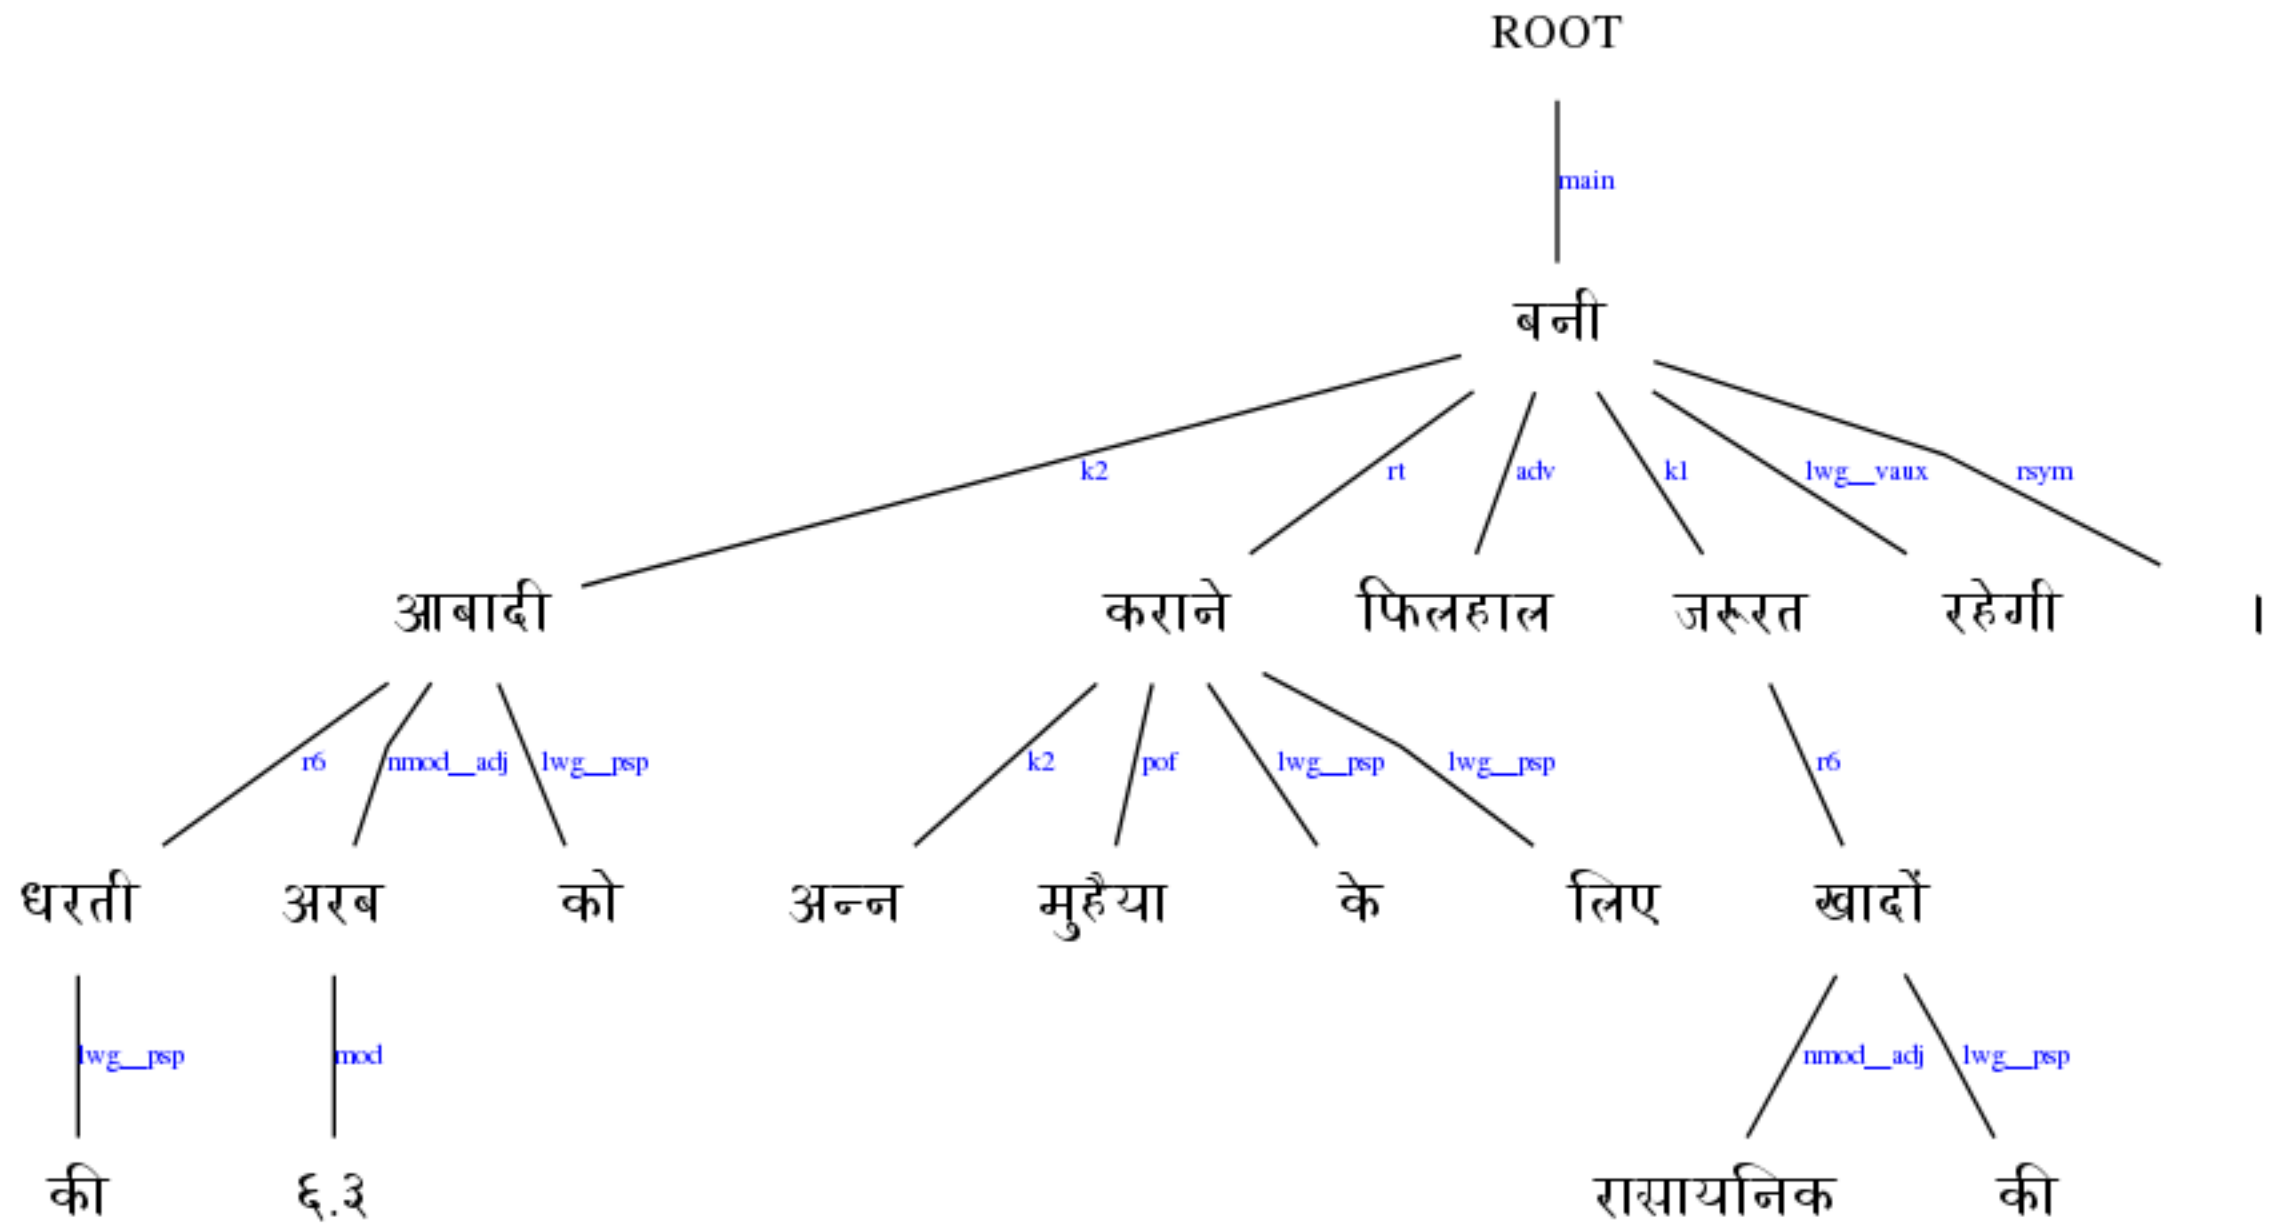 ROOT
main
बनी
k2 rt adv k1 lwg__vaux rsym
आबादी कराने फिलहाल जरूरत रहेगी ।
r6 nmod__adj lwg__psp k2 pof lwg__psp lwg__psp r6
धरती अरब को अन्न मुहैया के लिए खादों
lwg__psp mod nmod__adj lwg__psp
की ६.३ रासायनिक की